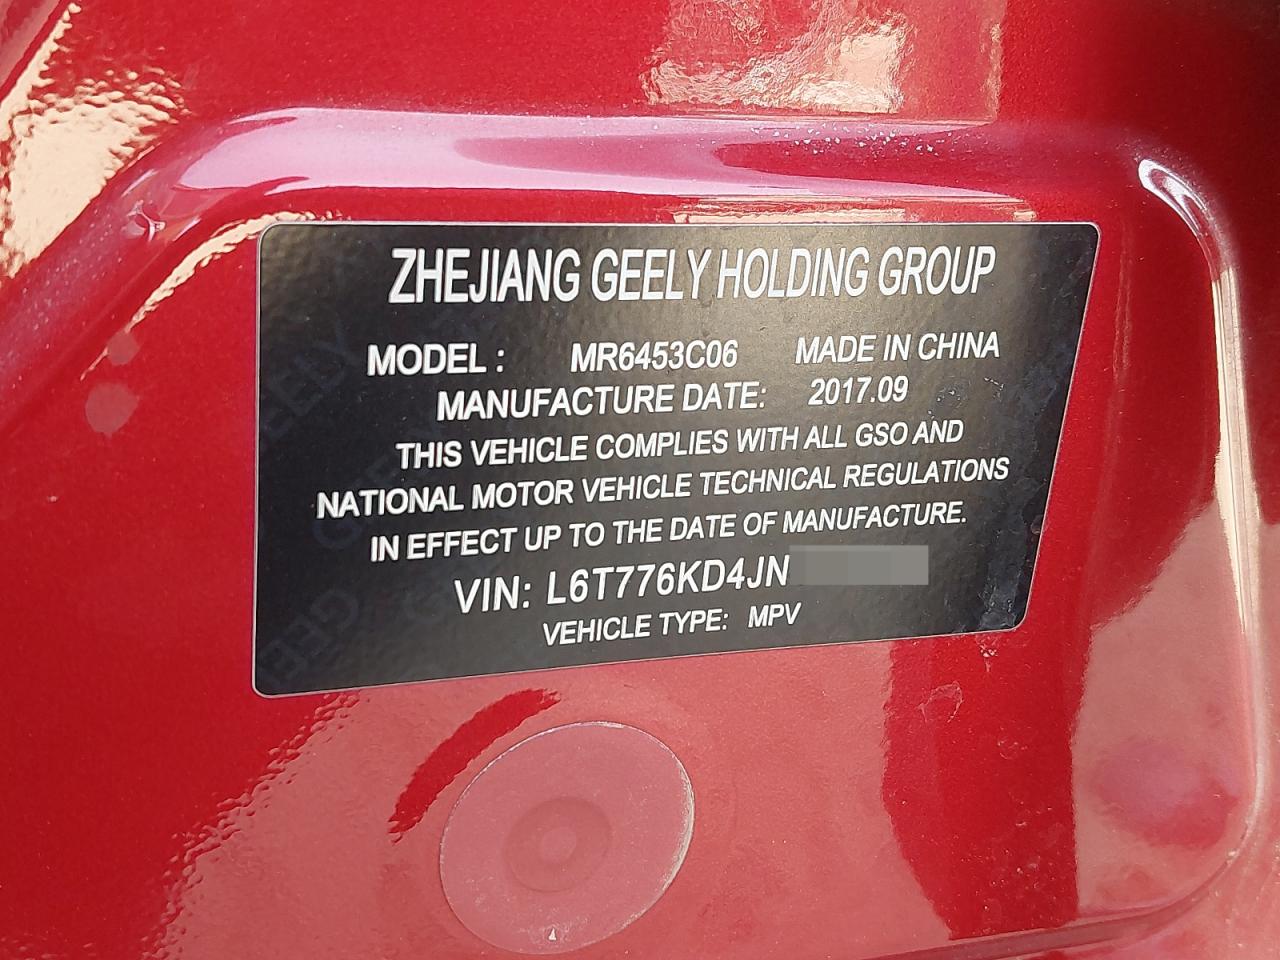 ZHEJIANG GEELY HOLDING GROUP
MODEL : MR6453C06 MADE IN CHINA
MANUFACTURE DATE: 2017.09
THIS VEHICLE COMPLIES WITH ALL GSO AND
NATIONAL MOTOR VEHICLE TECHNICAL REGULATIONS
IN EFFECT UP TO THE DATE OF MANUFACTURE.
VIN: L6T776KD4JN
VEHICLE TYPE: MPV